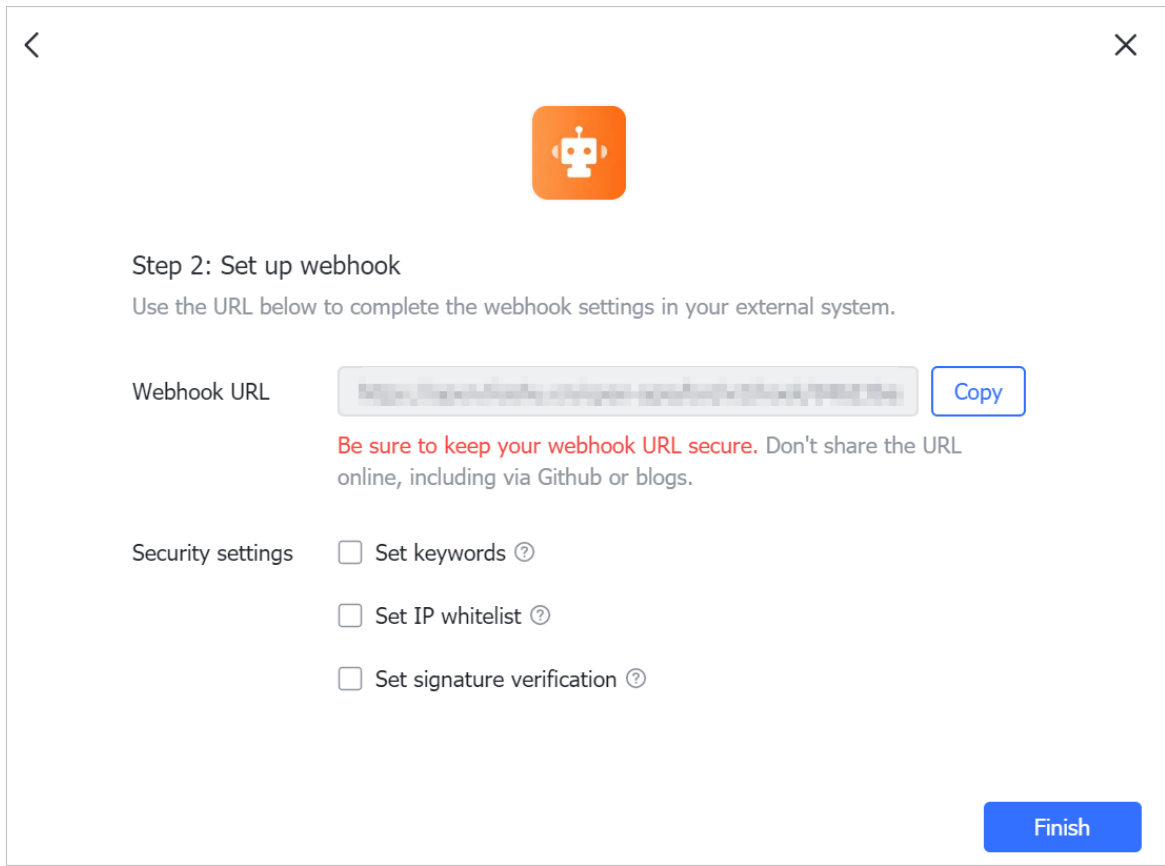 Step 2: Set up webhook
Use the URL below to complete the webhook settings in your external system.
Webhook URL
Copy
Be sure to keep your webhook URL secure. Don't share the URL
online, including via Github or blogs.
Security settings
Set keywords
Set IP whitelist
Set signature verification
Finish